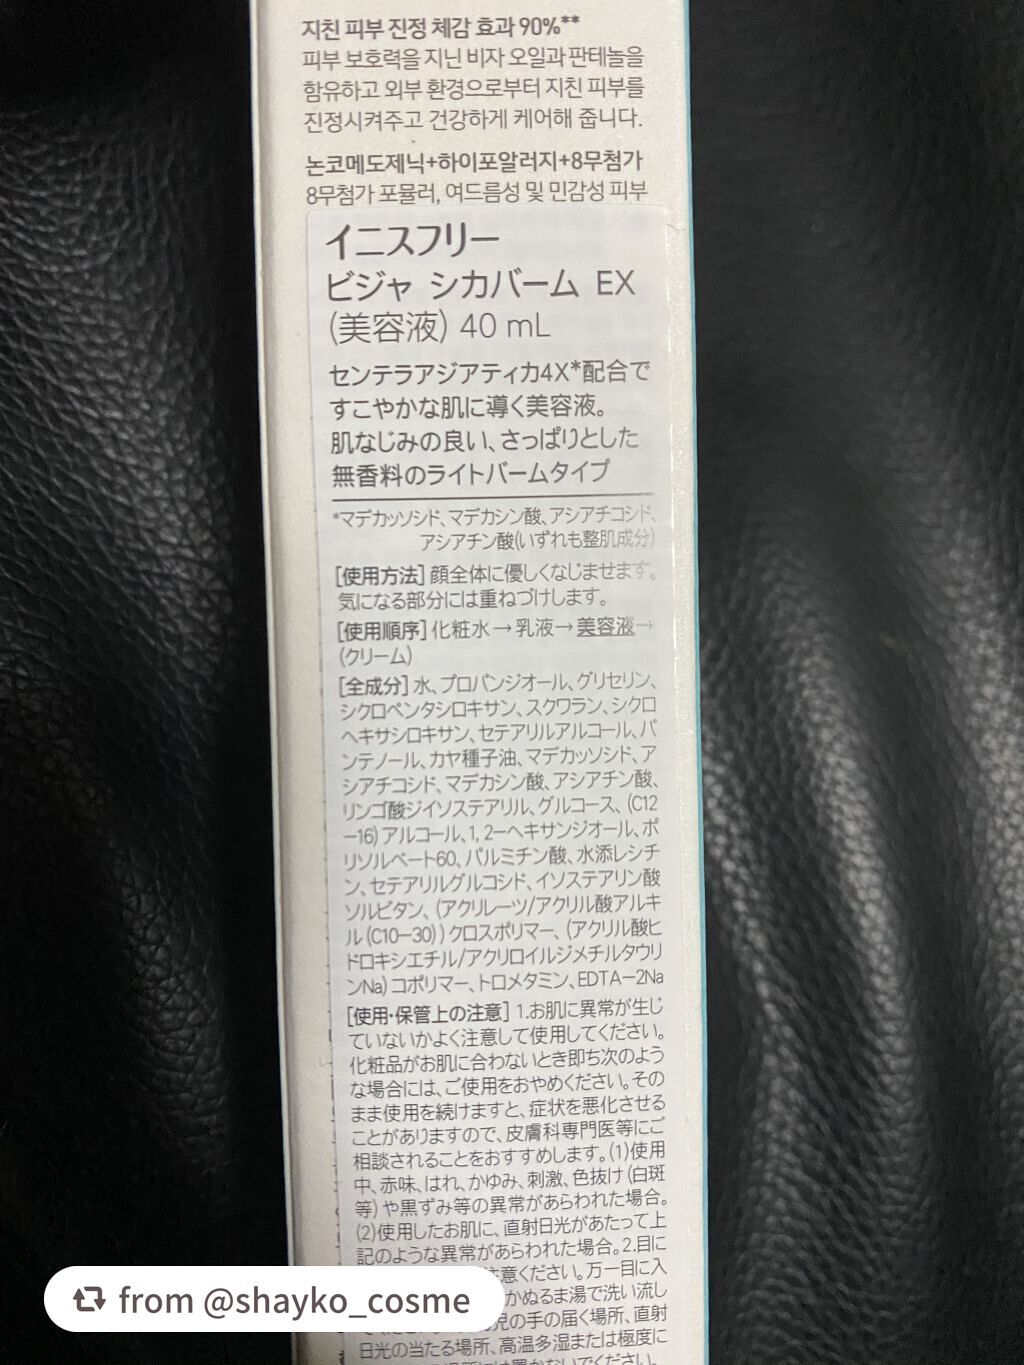 지친 피부 진정 체감 효과 90%**
피부 보호력을 지닌 비자 오일과 판테놀을
함유하고 외부 환경으로부터 지친 피부를
진정시켜주고 건강하게 케어해 줍니다.
논코메도제닉+하이포알러지+8무첨가
8무첨가 포뮬러, 여드름성 및 민감성 피부
イニスフリー
ビジャ シカバーム EX
(美容液) 40 mL
センテラアジアティカ4X*配合で
すこやかな肌に導く美容液。
肌なじみの良い、さっぱりとした
無香料のライトバームタイプ
*マデカッソシド、マデカシン酸、アシアチコシド、
アシアチン酸(いずれも整肌成分)
[使用方法] 顔全体に優しくなじませます。
気になる部分には重ねづけします。
[使用順序] 化粧水→乳液→美容液→
(クリーム)
[全成分] 水、プロパンジオール、グリセリン、
シクロペンタシロキサン、スクワラン、シクロ
ヘキサシロキサン、セテアリルアルコール、パ
ンテノール、カヤ種子油、マデカッソシド、ア
シアチコシド、マデカシン酸、アシアチン酸、
リンゴ酸ジイソステアリル、グルコース、(C12
-16)アルコール、1,2-ヘキサンジオール、ポ
リソルベート60、パルミチン酸、水添レシチ
ン、セテアリルグルコシド、イソステアリン酸
ソルビタン、(アクリレーツ/アクリル酸アルキ
ル(C10-30))クロスポリマー、(アクリル酸ヒ
ドロキシエチル/アクリロイルジメチルタウリ
ンNa)コポリマー、トロメタミン、EDTA-2Na
[使用・保管上の注意] 1.お肌に異常が生じ
ていないかよく注意して使用してください。
化粧品がお肌に合わないとき即ち次のよう
な場合には、ご使用をおやめください。その
まま使用を続けますと、症状を悪化させる
ことがありますので、皮膚科専門医等にご
相談されることをおすすめします。(1)使用
中、赤味、はれ、かゆみ、刺激、色抜け(白斑
等)や黒ずみ等の異常があらわれた場合。
(2)使用したお肌に、直射日光があたって上
記のような異常があらわれた場合。2.目に
注意ください。万一目に入
かぬるま湯で洗い流し
児の手の届く場所、直射
日光の当たる場所、高温多湿または極度に
には置かないでください。
from @shayko_cosme